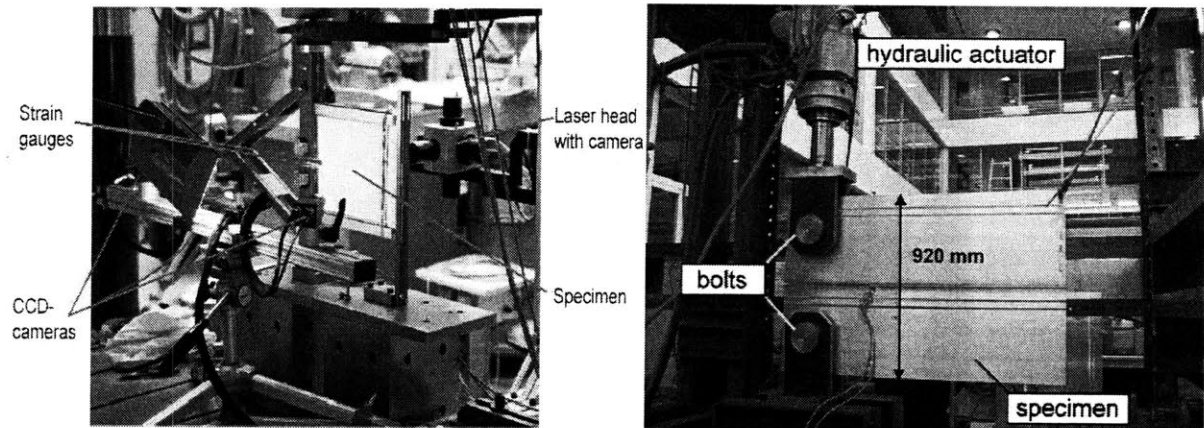 Strain
gauges
CCD-
cameras
Laser head
with camera
Specimen
hydraulic actuator
920 mm
bolts
specimen